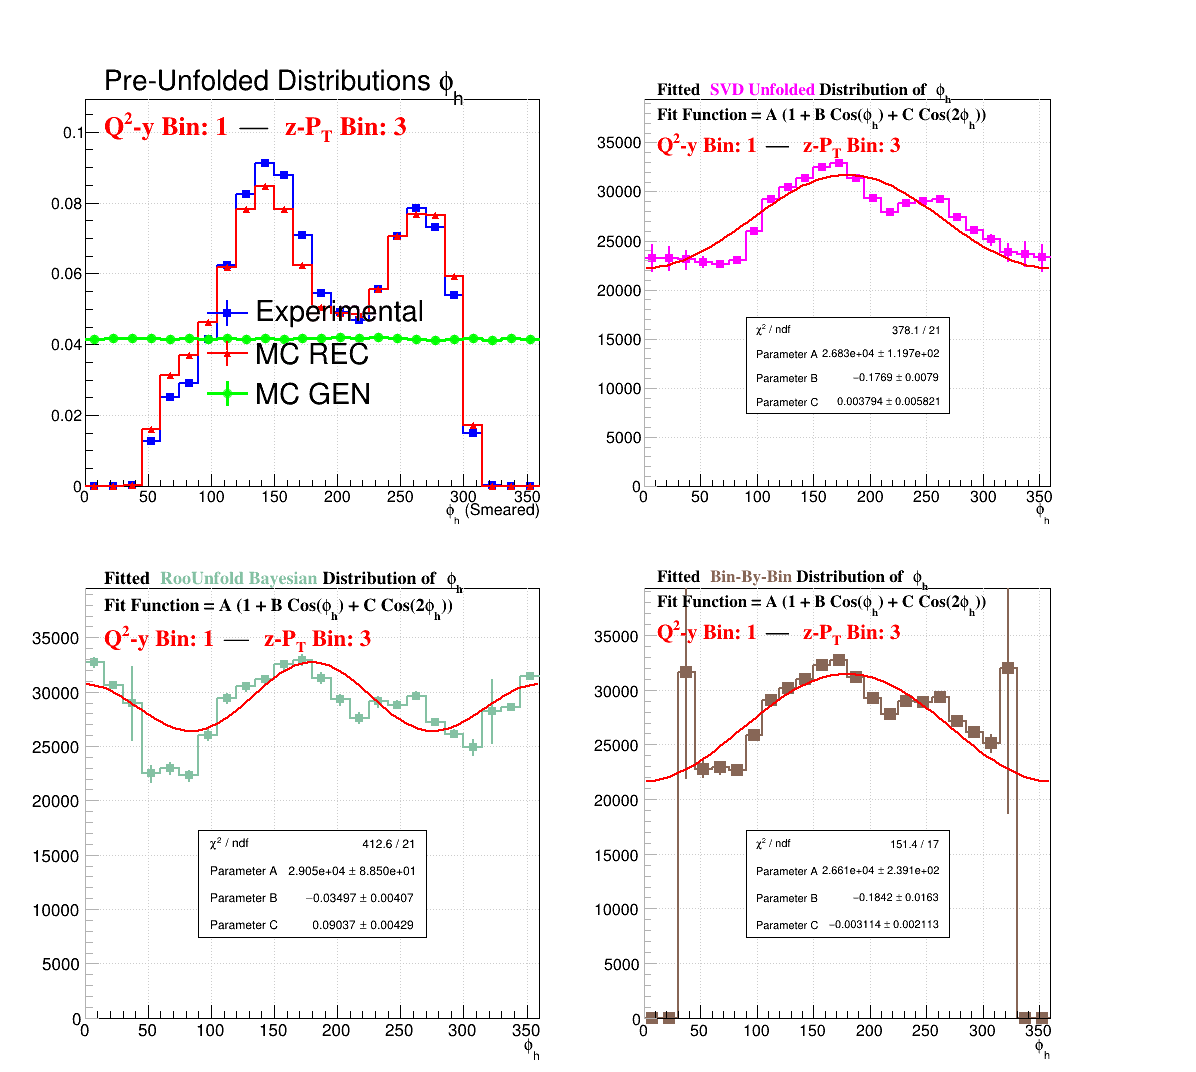 Pre-Unfolded Distributions ϕh
Q2-y Bin: 1 — z-PT Bin: 3
0.1
0.08
0.06
0.04
0.02
0
Experimental
MC REC
MC GEN
0 50 100 150 200 250 300 350
ϕh (Smeared)
Fitted SVD Unfolded Distribution of ϕh
Fit Function = A (1 + B Cos(ϕh) + C Cos(2ϕh))
Q2-y Bin: 1 — z-PT Bin: 3
35000
30000
25000
20000
15000
10000
5000
0
χ2 / ndf 378.1 / 21
Parameter A 2.683e+04 ± 1.197e+02
Parameter B −0.1769 ± 0.0079
Parameter C 0.003794 ± 0.005821
0 50 100 150 200 250 300 350
ϕh
Fitted RooUnfold Bayesian Distribution of ϕh
Fit Function = A (1 + B Cos(ϕh) + C Cos(2ϕh))
Q2-y Bin: 1 — z-PT Bin: 3
35000
30000
25000
20000
15000
10000
5000
0
χ2 / ndf 412.6 / 21
Parameter A 2.905e+04 ± 8.850e+01
Parameter B −0.03497 ± 0.00407
Parameter C 0.09037 ± 0.00429
0 50 100 150 200 250 300 350
ϕh
Fitted Bin-By-Bin Distribution of ϕh
Fit Function = A (1 + B Cos(ϕh) + C Cos(2ϕh))
Q2-y Bin: 1 — z-PT Bin: 3
35000
30000
25000
20000
15000
10000
5000
0
χ2 / ndf 151.4 / 17
Parameter A 2.661e+04 ± 2.391e+02
Parameter B −0.1842 ± 0.0163
Parameter C −0.003114 ± 0.002113
0 50 100 150 200 250 300 350
ϕh